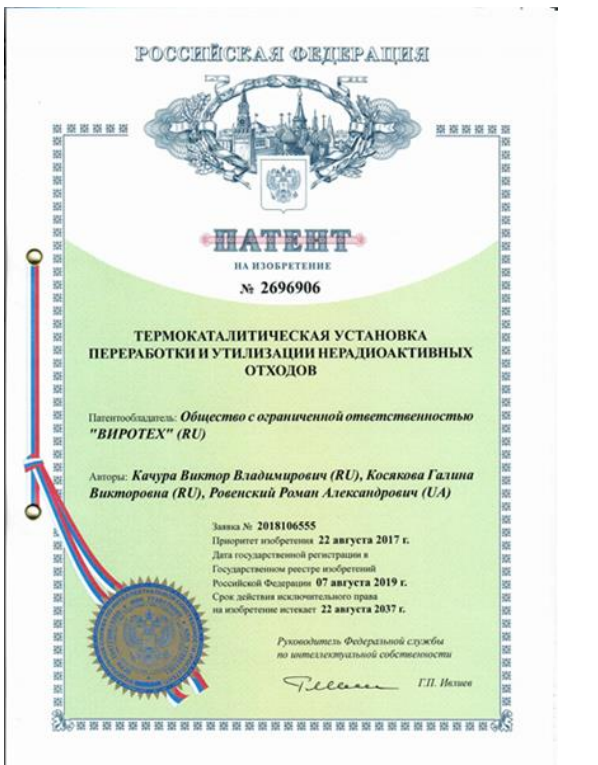 РОССИЙСКАЯ ФЕДЕРАЦИЯ
ПАТЕНТ
НА ИЗОБРЕТЕНИЕ
№ 2696906
ТЕРМОКАТАЛИТИЧЕСКАЯ УСТАНОВКА
ПЕРЕРАБОТКИ И УТИЛИЗАЦИИ НЕРАДИОАКТИВНЫХ
ОТХОДОВ
Патентообладатель: Общество с ограниченной ответственностью
"ВИРОТЕХ" (RU)
Авторы: Качура Виктор Владимирович (RU), Косякова Галина
Викторовна (RU), Ровенский Роман Александрович (UA)
Заявка № 2018106555
Приоритет изобретения 22 августа 2017 г.
Дата государственной регистрации в
Государственном реестре изобретений
Российской Федерации 07 августа 2019 г.
Срок действия исключительного права
на изобретение истекает 22 августа 2037 г.
Руководитель Федеральной службы
по интеллектуальной собственности
Г.П. Ивлиев